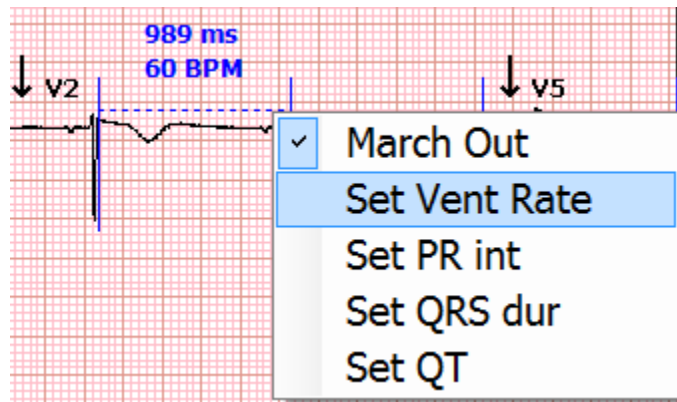 989 ms
60 BPM
V2
V5
March Out
Set Vent Rate
Set PR int
Set QRS dur
Set QT